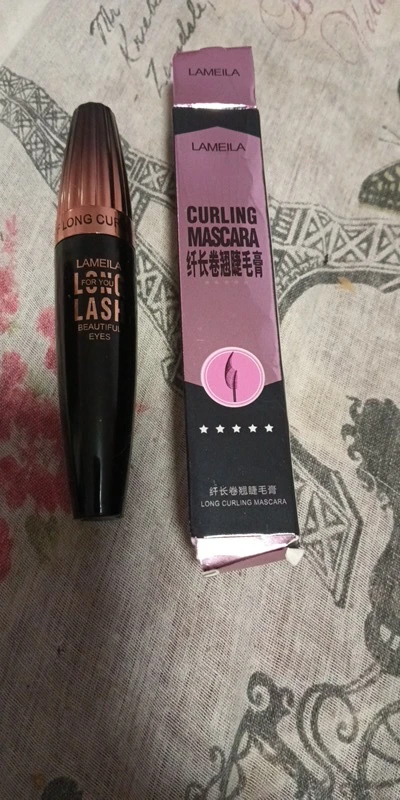 LONG CUR
LAMEILA
LONG
FOR YOU
LASH
BEAUTIFUL
EYES
LAMEILA
LAMEILA
CURLING
MASCARA
纤长卷翘睫毛膏
纤长卷翘睫毛膏
LONG CURLING MASCARA